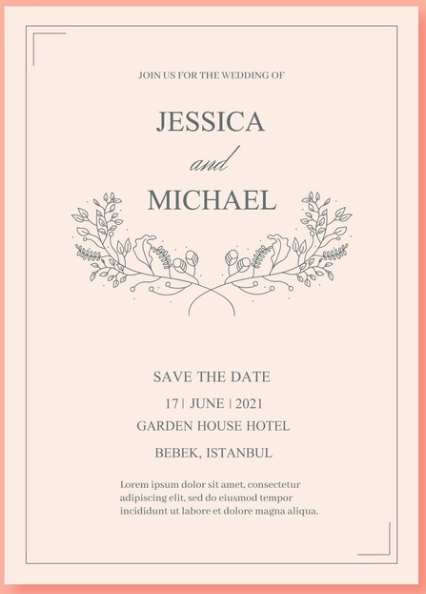 JOIN US FOR THE WEDDING OF
JESSICA
and
MICHAEL
SAVE THE DATE
17 | JUNE | 2021
GARDEN HOUSE HOTEL
BEBEK, ISTANBUL
Lorem ipsum dolor sit amet, consectetur
adipiscing elit, sed do eiusmod tempor
incididunt ut labore et dolore magna aliqua.